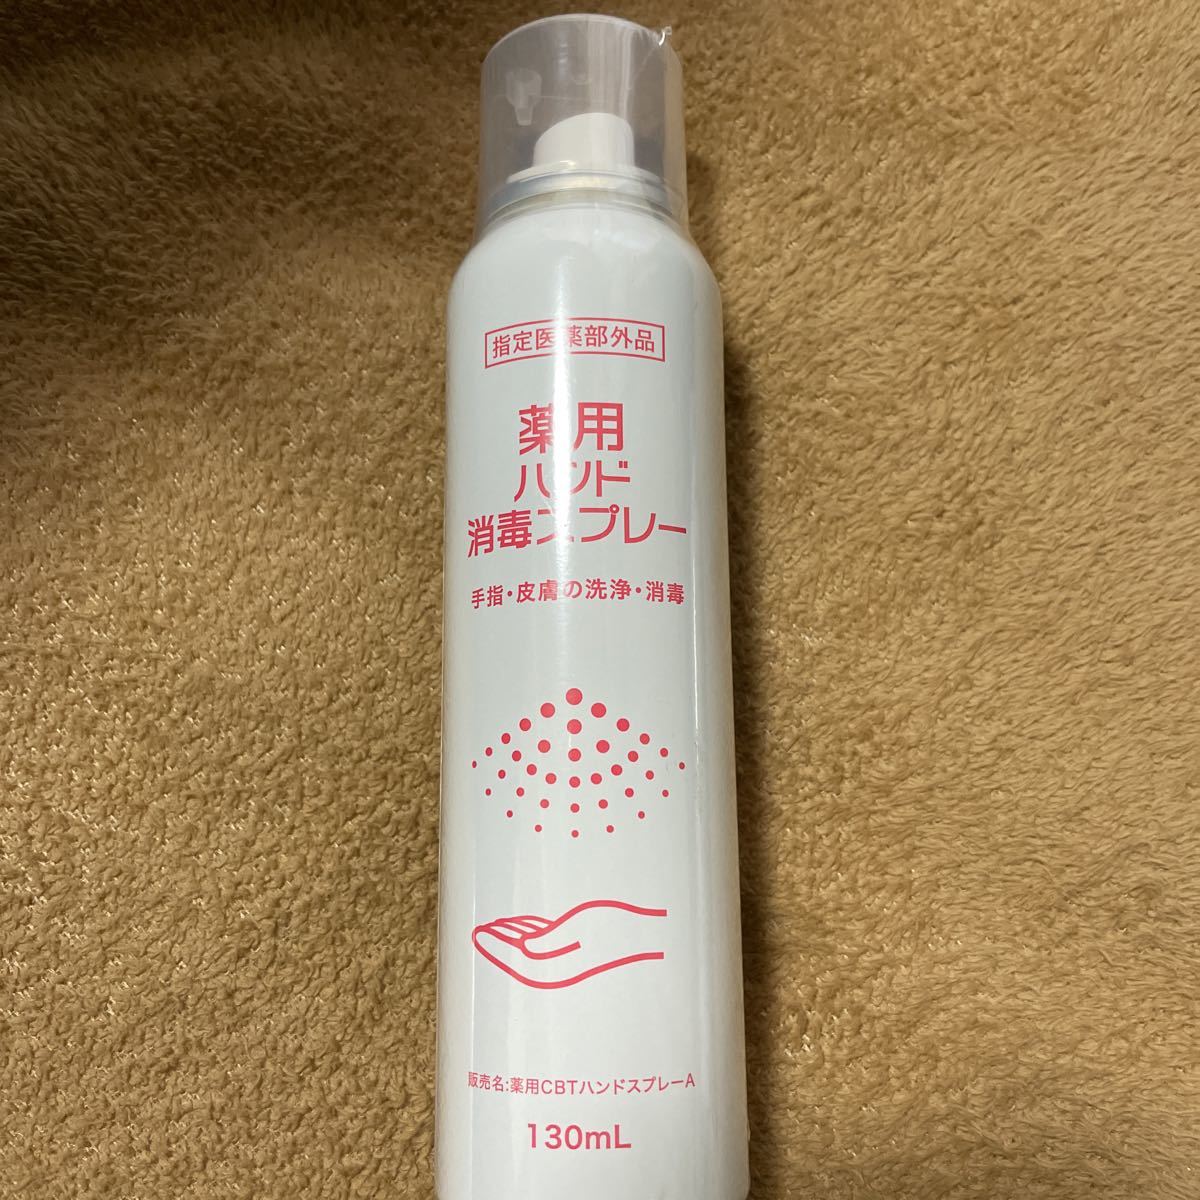 指定医薬部外品
薬用
ハンド
消毒スプレー
手指・皮膚の洗浄・消毒
販売名:薬用CBTハンドスプレーA
130mL